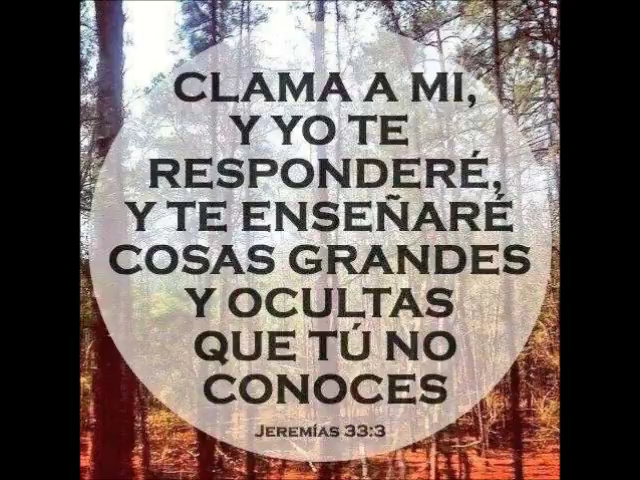 CLAMA A MI,
Y YO TE
RESPONDERÉ,
Y TE ENSEÑARÉ
COSAS GRANDES
Y OCULTAS
QUE TÚ NO
CONOCES
JEREMÍAS 33:3